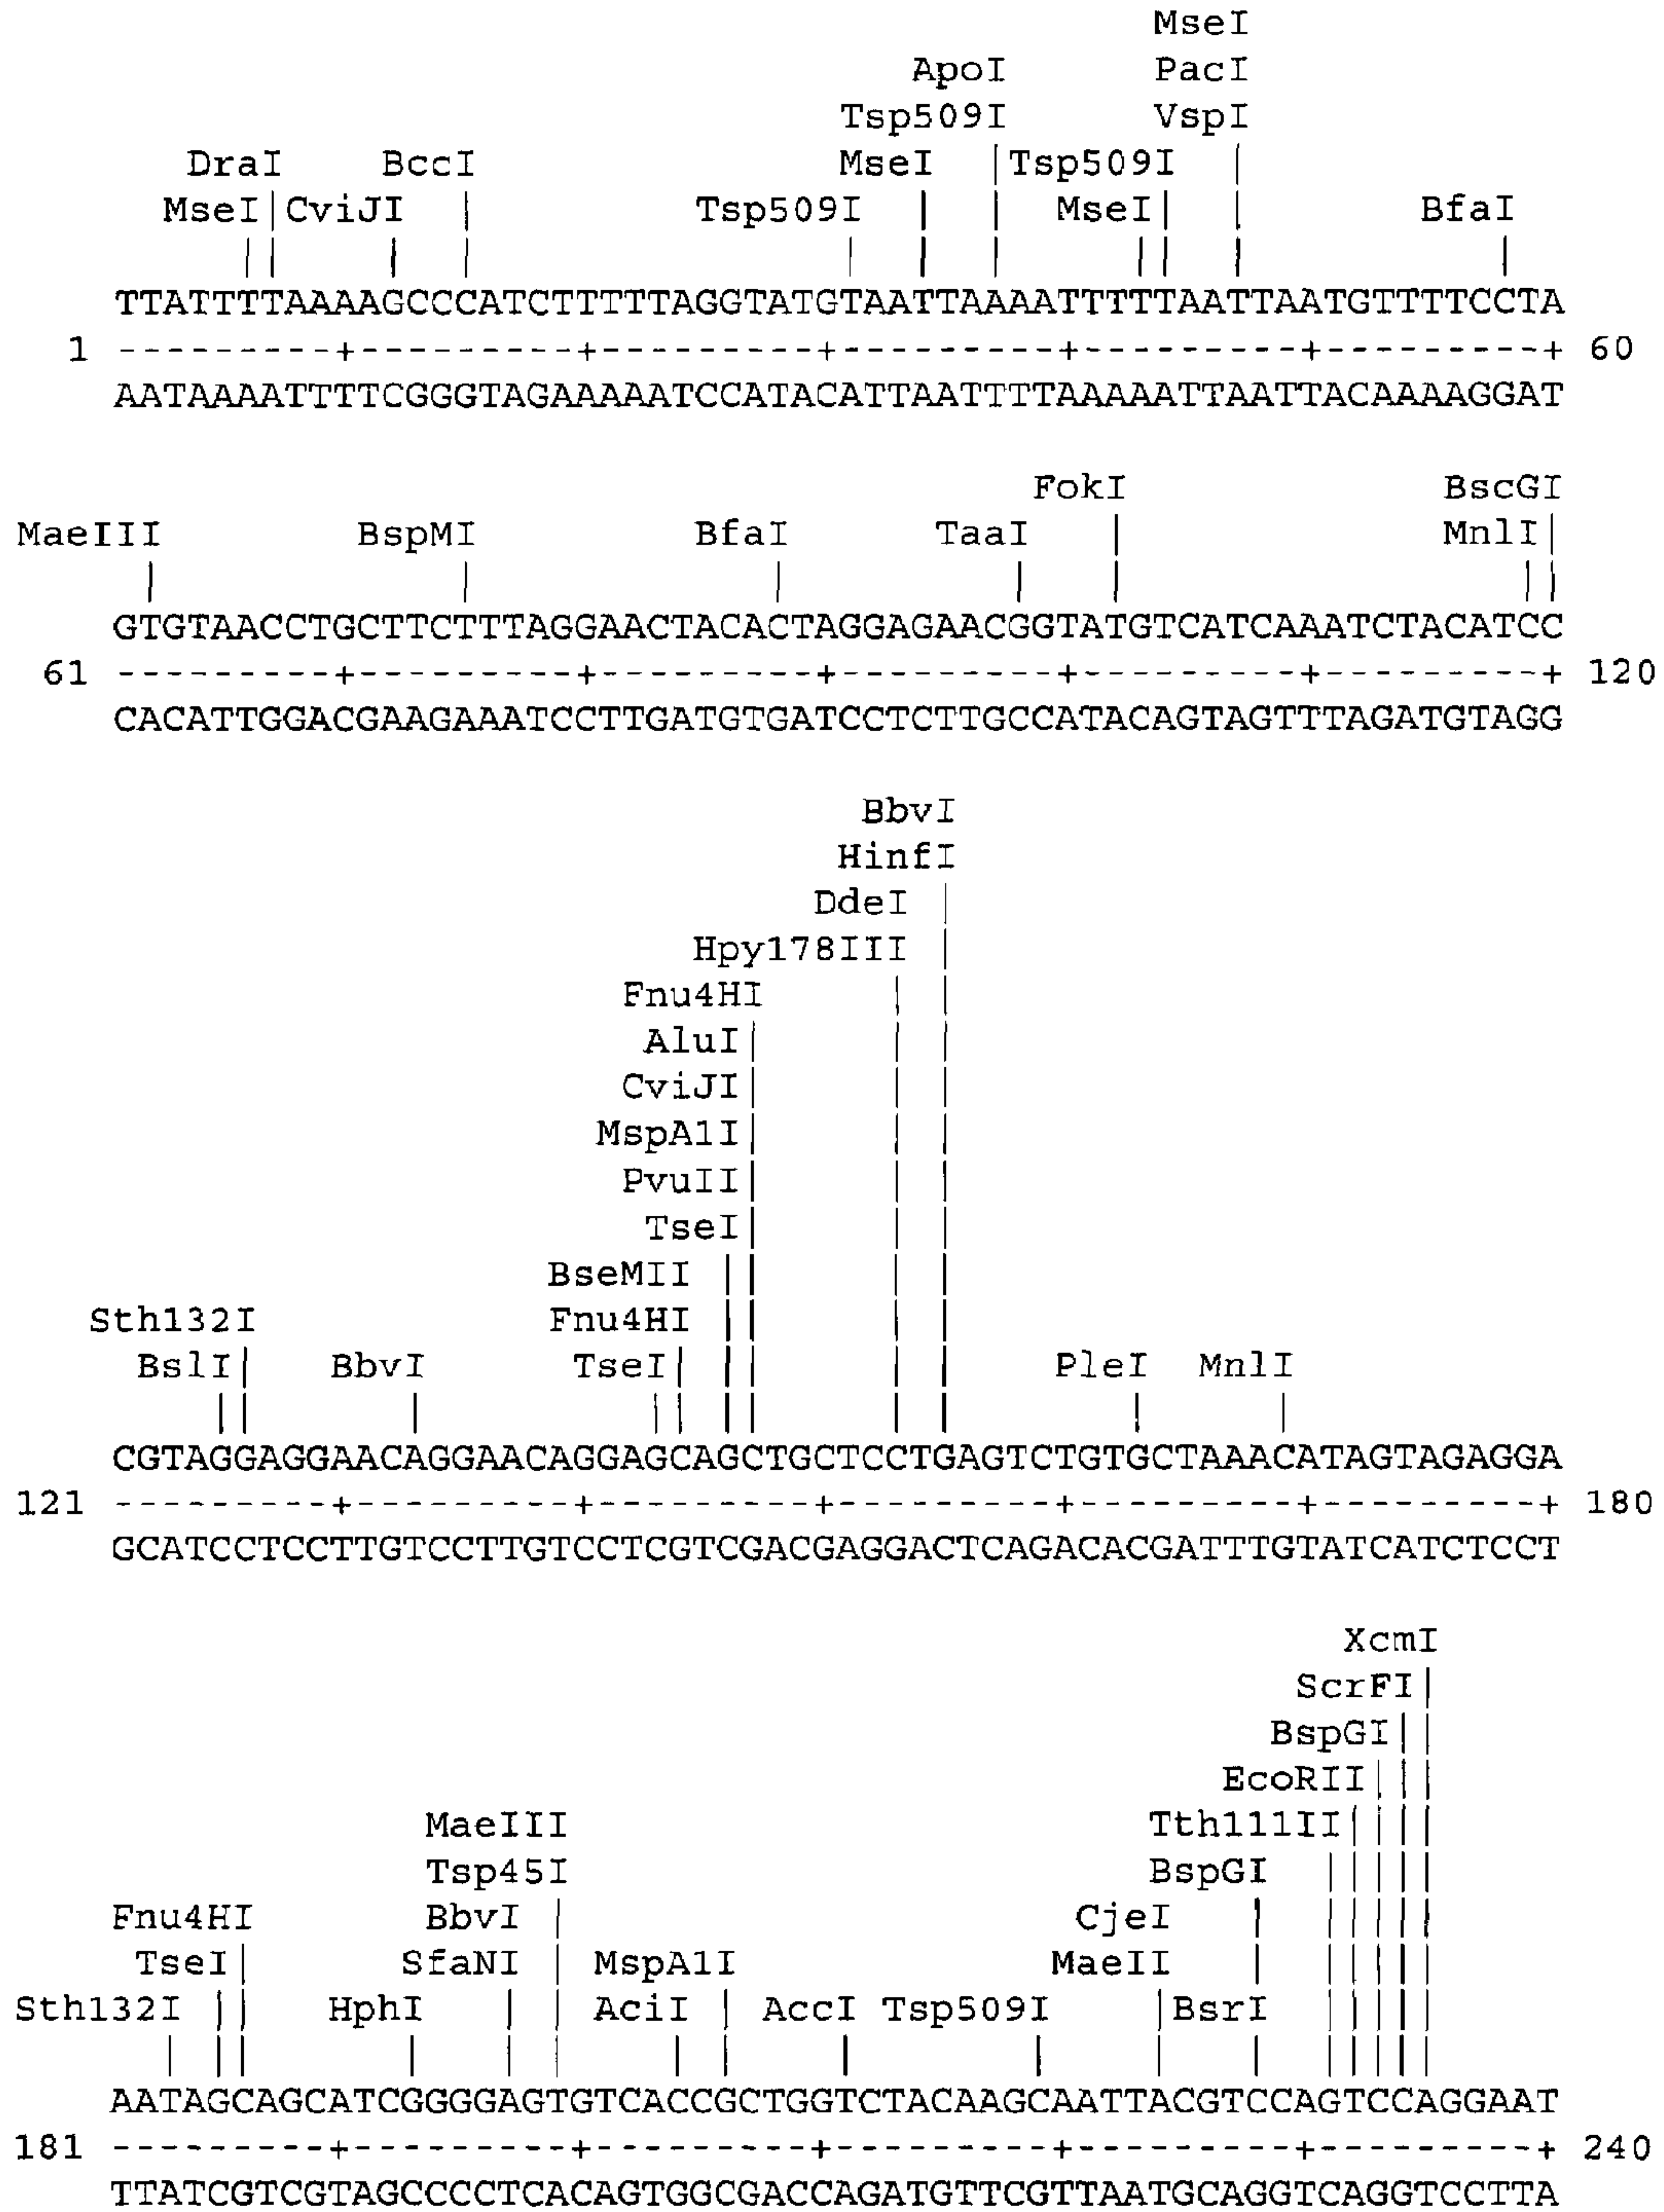 MseI
ApoI PacI
Tsp509I VspI
DraI BccI MseI |Tsp509I |
MseI|CviJI | Tsp509I | | MseI| | BfaI
TTATTTTAAAAGCCCATCTTTTTAGGTATGTAATTAAAATTTTTAATTAATGTTTTCCTA
1 ---------+---------+---------+---------+---------+---------+ 60
AATAAAATTTTCGGGTAGAAAAATCCATACATTAATTTTAAAAATTAATTACAAAAGGAT
FokI BscGI
MaeIII BspMI BfaI TaaI | MnlI|
GTGTAACCTGCTTCTTTAGGAACTACACTAGGAGAACGGTATGTCATCAAATCTACATCC
61 ---------+---------+---------+---------+---------+---------+ 120
CACATTGGACGAAGAAATCCTTGATGTGATCCTCTTGCCATACAGTAGTTTAGATGTAGG
BbvI
HinfI
DdeI |
Hpy178III |
Fnu4HI | |
AluI| | |
CviJI| | |
MspA1I| | |
PvuII| | |
TseI| | |
BseMII || | |
Sth132I Fnu4HI || | |
BslI| BbvI TseI| || | | PleI MnlI
CGTAGGAGGAACAGGAACAGGAGCAGCTGCTCCTGAGTCTGTGCTAAACATAGTAGAGGA
121 ---------+---------+---------+---------+---------+---------+ 180
GCATCCTCCTTGTCCTTGTCCTCGTCGACGAGGACTCAGACACGATTTGTATCATCTCCT
XcmI
ScrFI|
BspGI||
EcoRII|||
MaeIII Tth111II||||
Tsp45I BspGI |||||
Fnu4HI BbvI | CjeI | |||||
TseI| SfaNI | MspA1I MaeII | |||||
Sth132I || HphI | | AciI | AccI Tsp509I |BsrI |||||
AATAGCAGCATCGGGGAGTGTCACCGCTGGTCTACAAGCAATTACGTCCAGTCCAGGAAT
181 ---------+---------+---------+---------+---------+---------+ 240
TTATCGTCGTAGCCCCTCACAGTGGCGACCAGATGTTCGTTAATGCAGGTCAGGTCCTTA